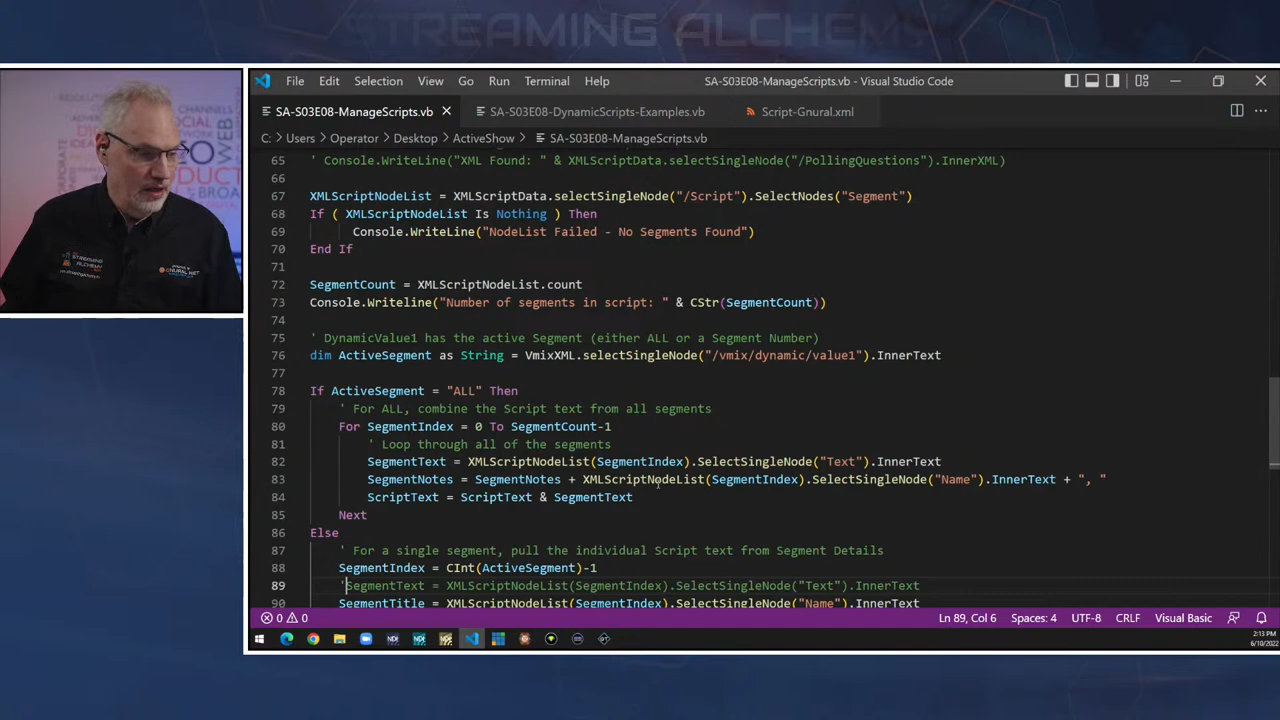 STREAMING ALCHEMY
File Edit Selection View Go Run Terminal Help
SA-S03E08-ManageScripts.vb - Visual Studio Code
SA-S03E08-ManageScripts.vb
SA-S03E08-DynamicScripts-Examples.vb
Script-Gnural.xml
C: > Users > Operator > Desktop > ActiveShow > SA-S03E08-ManageScripts.vb
65 ' Console.WriteLine("XML Found: " & XMLScriptData.selectSingleNode("/PollingQuestions").InnerXML)
66
67 XMLScriptNodeList = XMLScriptData.selectSingleNode("/Script").SelectNodes("Segment")
68 If ( XMLScriptNodeList Is Nothing ) Then
69 Console.WriteLine("NodeList Failed - No Segments Found")
70 End If
71
72 SegmentCount = XMLScriptNodeList.count
73 Console.Writeline("Number of segments in script: " & CStr(SegmentCount))
74
75 ' DynamicValue1 has the active Segment (either ALL or a Segment Number)
76 dim ActiveSegment as String = VmixXML.selectSingleNode("/vmix/dynamic/value1").InnerText
77
78 If ActiveSegment = "ALL" Then
79 ' For ALL, combine the Script text from all segments
80 For SegmentIndex = 0 To SegmentCount-1
81 ' Loop through all of the segments
82 SegmentText = XMLScriptNodeList(SegmentIndex).SelectSingleNode("Text").InnerText
83 SegmentNotes = SegmentNotes + XMLScriptNodeList(SegmentIndex).SelectSingleNode("Name").InnerText + ", "
84 ScriptText = ScriptText & SegmentText
85 Next
86 Else
87 ' For a single segment, pull the individual Script text from Segment Details
88 SegmentIndex = CInt(ActiveSegment)-1
89 'SegmentText = XMLScriptNodeList(SegmentIndex).SelectSingleNode("Text").InnerText
90 SegmentTitle = XMLScriptNodeList(SegmentIndex).SelectSingleNode("Name").InnerText
0 0 Ln 89, Col 6 Spaces: 4 UTF-8 CRLF Visual Basic
2:13 PM
6/10/2022